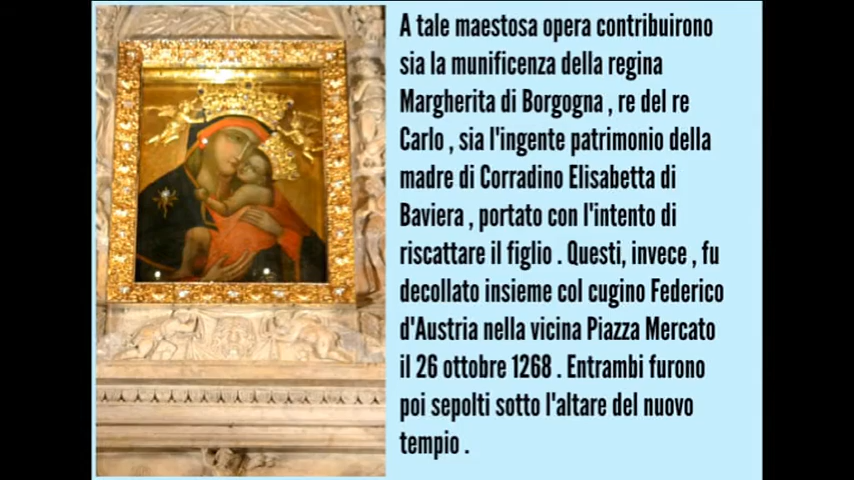 A tale maestosa opera contribuirono
sia la munificenza della regina
Margherita di Borgogna , re del re
Carlo , sia l'ingente patrimonio della
madre di Corradino Elisabetta di
Baviera , portato con l'intento di
riscattare il figlio . Questi, invece , fu
decollato insieme col cugino Federico
d'Austria nella vicina Piazza Mercato
il 26 ottobre 1268 . Entrambi furono
poi sepolti sotto l'altare del nuovo
tempio .